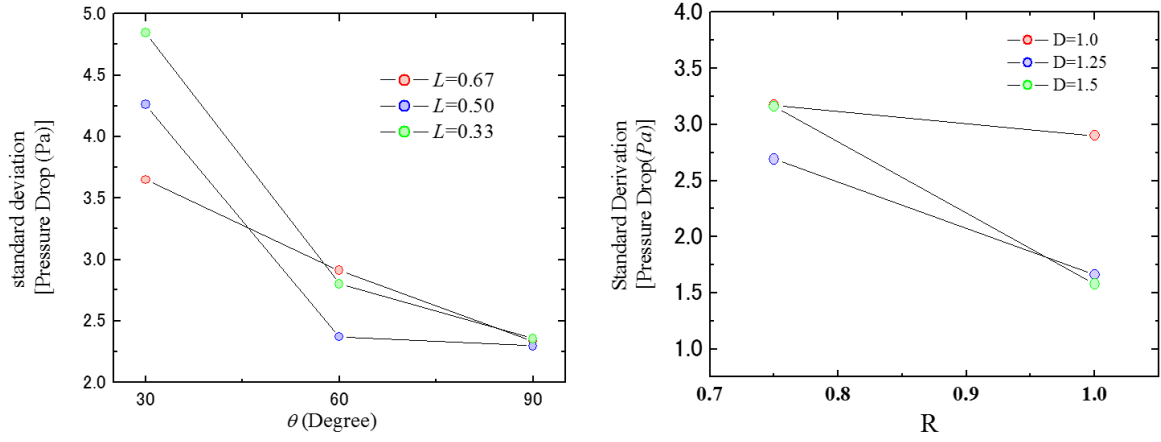 5.0
4.5
4.0
3.5
3.0
2.5
2.0
30
60
90
θ (Degree)
standard deviation
[Pressure Drop (Pa)
L=0.67
L=0.50
L=0.33
4.0
3.5
3.0
2.5
2.0
1.5
1.0
0.7
0.8
0.9
1.0
R
Standard Derivation
[Pressure Drop(Pa)
D=1.0
D=1.25
D=1.5